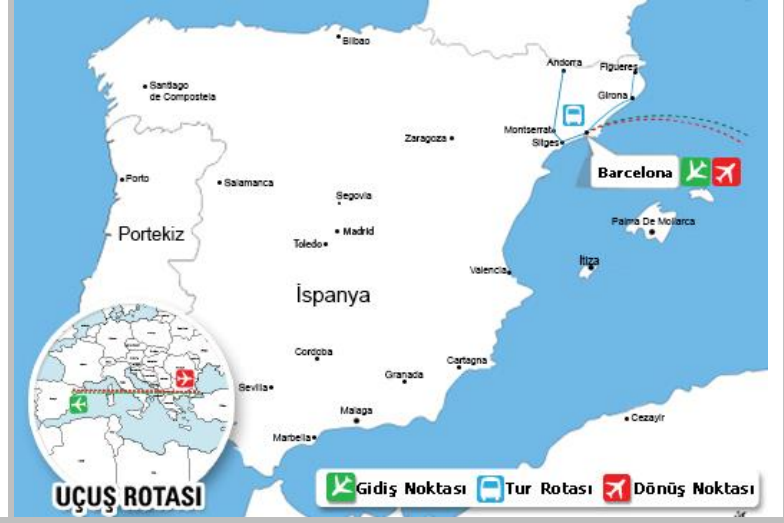 Bilbao
Andorra
Figueres
Santiago
de Compostela
Girona
Montserrat
Zaragoza
Sitges
Barcelona
Porto
Salamanca
Segovia
Palma De Mollarca
Portekiz
Madrid
Toledo
İtiza
Valencia
İspanya
Cordoba
Cartagna
Granada
Sevilla
Malaga
Cezayir
Marbella
UÇUŞ ROTASI
Gidiş Noktası
Tur Rotası
Dönüş Noktası